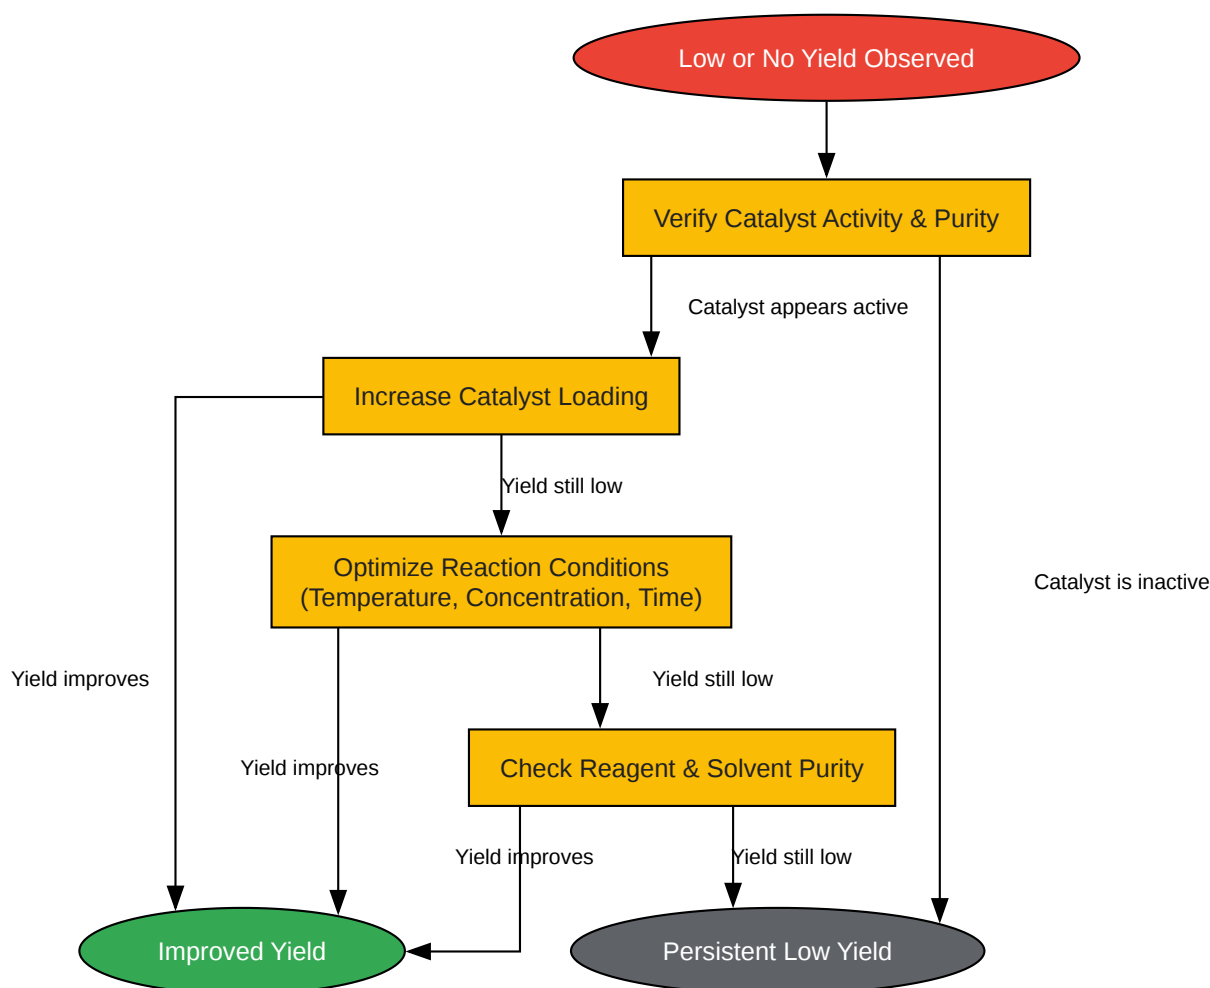 Low or No Yield Observed
Verify Catalyst Activity & Purity
Catalyst appears active
Increase Catalyst Loading
Yield still low
Optimize Reaction Conditions
(Temperature, Concentration, Time)
Catalyst is inactive
Yield improves
Yield still low
Yield improves
Check Reagent & Solvent Purity
Yield improves
Yield still low
Improved Yield
Persistent Low Yield